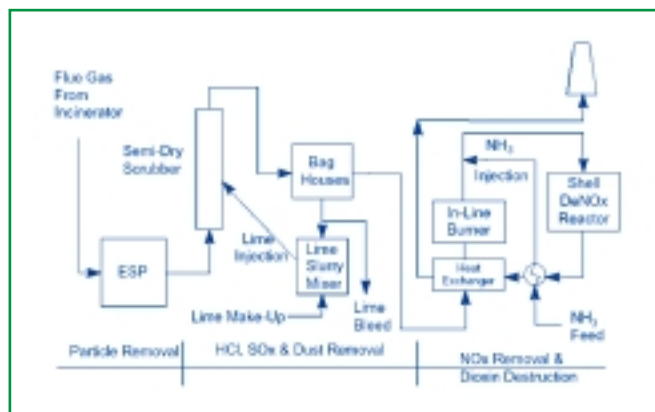 Flue Gas
From
Incinerator
Semi-Dry
Scrubber
ESP
Lime
Injection
Bag
Houses
Lime
Slurry
Mixer
Lime Make-Up
Lime
Bleed
NH3
Injection
In-Line
Burner
Heat
Exchanger
Shell
DeNOx
Reactor
NH3
Feed
Particle Removal
HCL SOx & Dust Removal
NOx Removal &
Dioxin Destruction